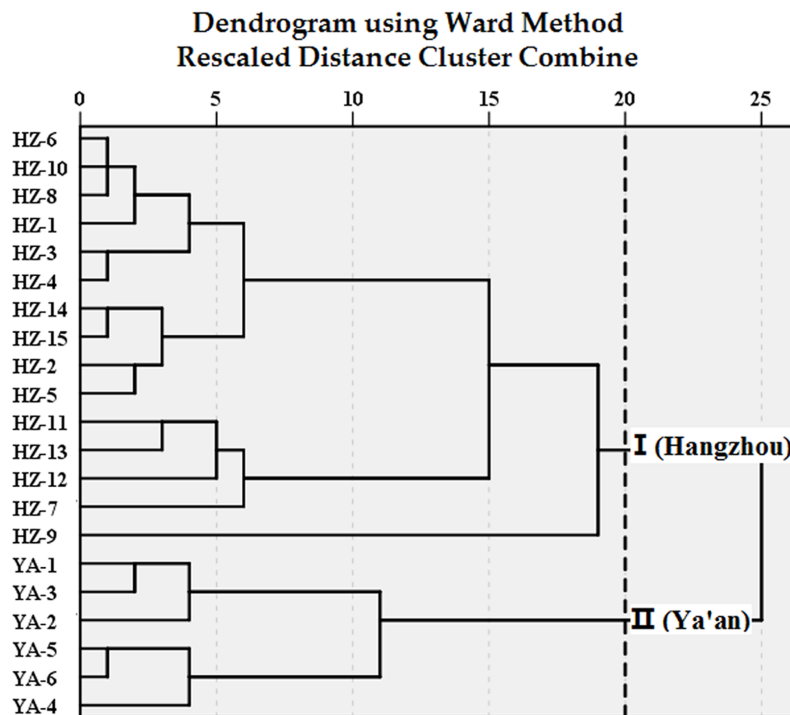 Dendrogram using Ward Method
Rescaled Distance Cluster Combine
0 5 10 15 20 25
HZ-6
HZ-10
HZ-8
HZ-1
HZ-3
HZ-4
HZ-14
HZ-15
HZ-2
HZ-5
HZ-11
HZ-13
I (Hangzhou)
HZ-12
HZ-7
HZ-9
YA-1
YA-3
YA-2
II (Ya'an)
YA-5
YA-6
YA-4